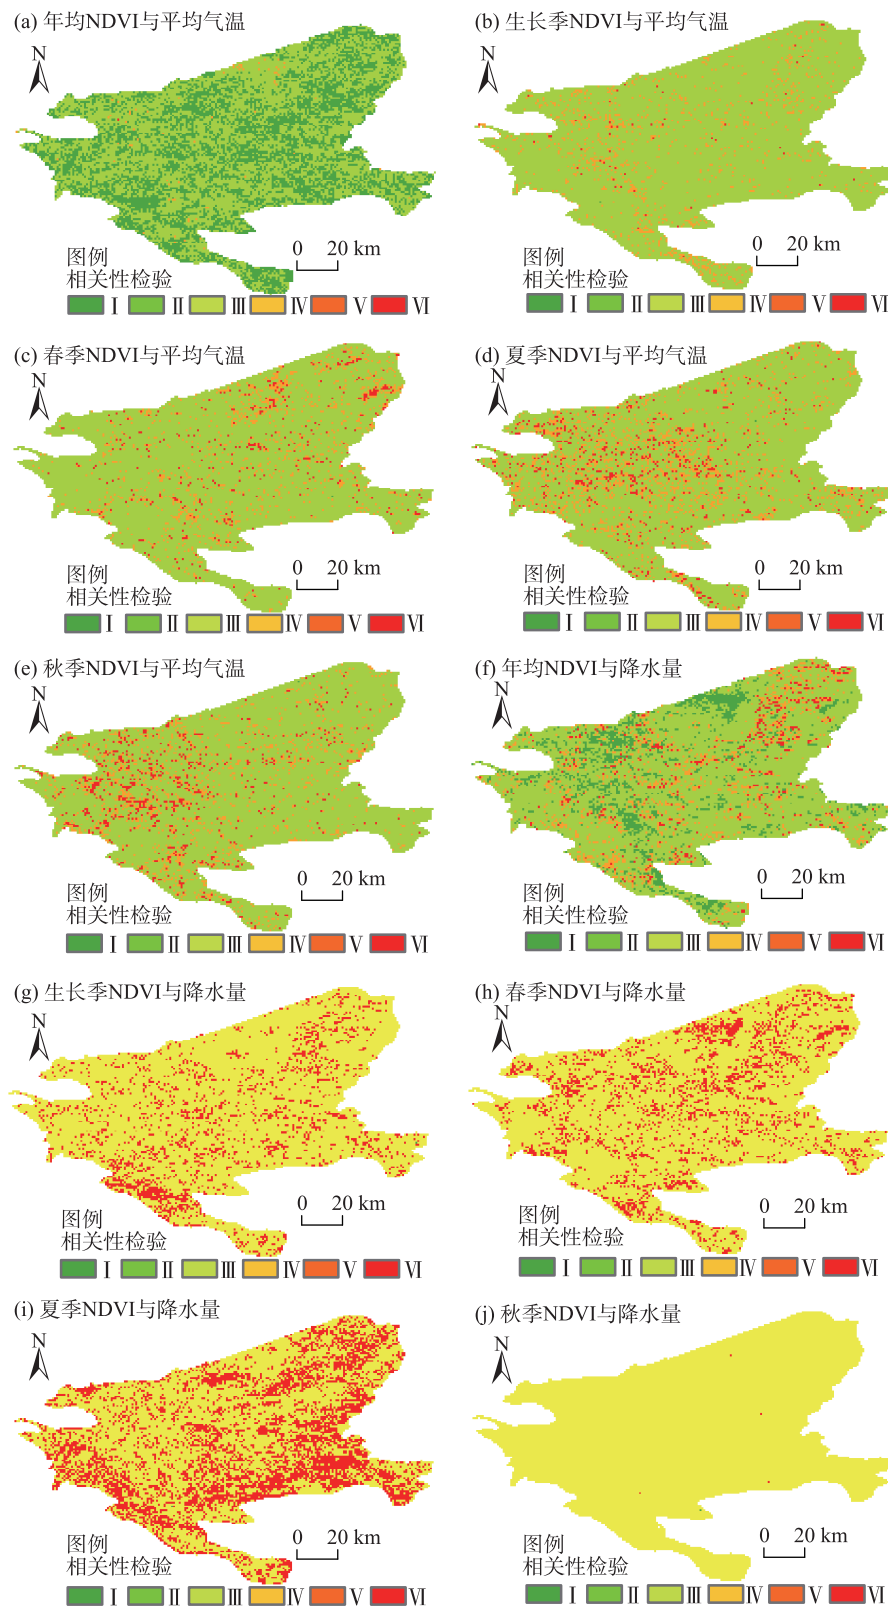 (a) 年均NDVI与平均气温
N
0 20 km
图例
相关性检验
Ⅰ Ⅱ Ⅲ Ⅳ Ⅴ Ⅵ
(b) 生长季NDVI与平均气温
N
0 20 km
图例
相关性检验
Ⅰ Ⅱ Ⅲ Ⅳ Ⅴ Ⅵ
(c) 春季NDVI与平均气温
N
0 20 km
图例
相关性检验
Ⅰ Ⅱ Ⅲ Ⅳ Ⅴ Ⅵ
(d) 夏季NDVI与平均气温
N
0 20 km
图例
相关性检验
Ⅰ Ⅱ Ⅲ Ⅳ Ⅴ Ⅵ
(e) 秋季NDVI与平均气温
N
0 20 km
图例
相关性检验
Ⅰ Ⅱ Ⅲ Ⅳ Ⅴ Ⅵ
(f) 年均NDVI与降水量
N
0 20 km
图例
相关性检验
Ⅰ Ⅱ Ⅲ Ⅳ Ⅴ Ⅵ
(g) 生长季NDVI与降水量
N
0 20 km
图例
相关性检验
Ⅰ Ⅱ Ⅲ Ⅳ Ⅴ Ⅵ
(h) 春季NDVI与降水量
N
0 20 km
图例
相关性检验
Ⅰ Ⅱ Ⅲ Ⅳ Ⅴ Ⅵ
(i) 夏季NDVI与降水量
N
0 20 km
图例
相关性检验
Ⅰ Ⅱ Ⅲ Ⅳ Ⅴ Ⅵ
(j) 秋季NDVI与降水量
N
0 20 km
图例
相关性检验
Ⅰ Ⅱ Ⅲ Ⅳ Ⅴ Ⅵ